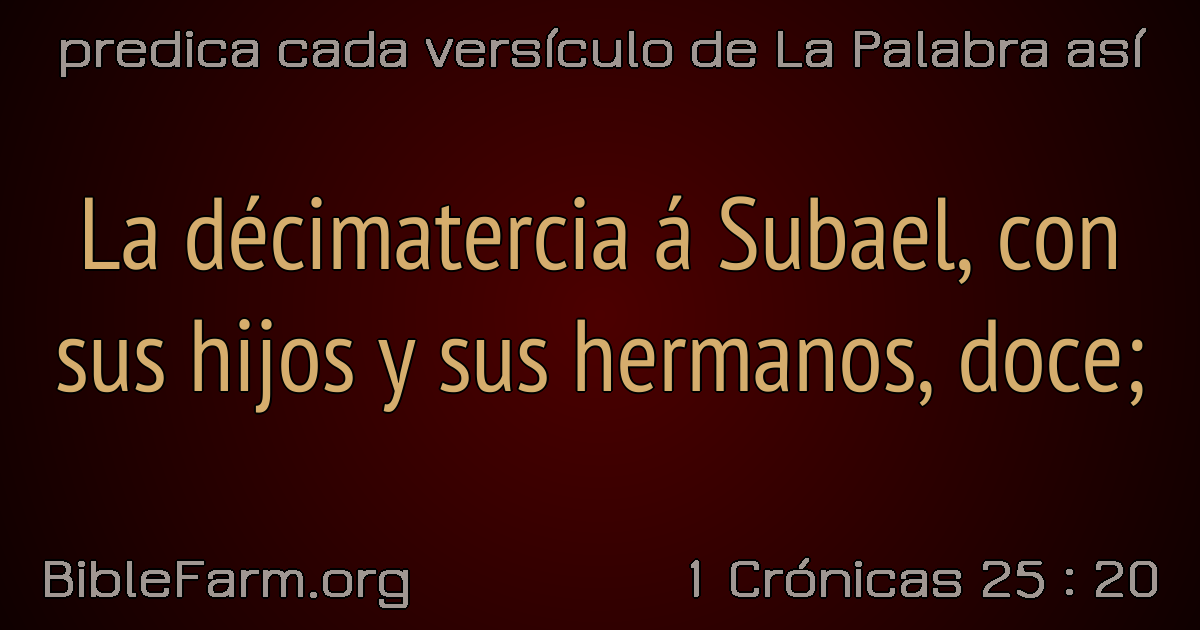 predica cada versículo de La Palabra así
La décimatercia á Subael, con
sus hijos y sus hermanos, doce;
BibleFarm.org
1 Crónicas 25 : 20